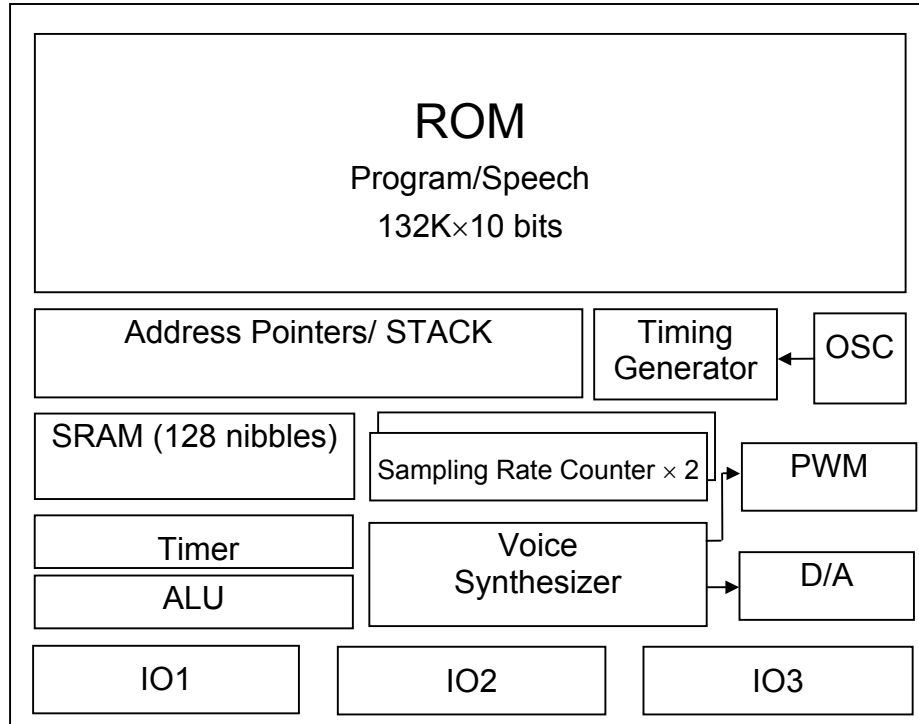 ROM
Program/Speech
132K×10 bits
Address Pointers/ STACK
Timing
Generator
OSC
SRAM (128 nibbles)
Sampling Rate Counter × 2
PWM
Timer
Voice
Synthesizer
D/A
ALU
IO1
IO2
IO3